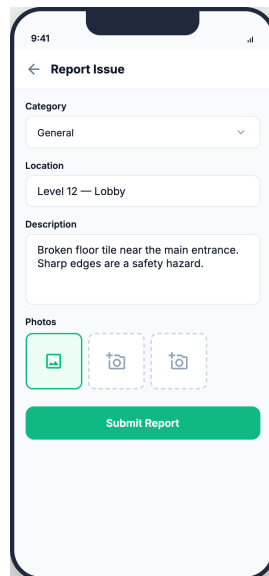 9:41
Report Issue
Category
General
Location
Level 12 — Lobby
Description
Broken floor tile near the main entrance.
Sharp edges are a safety hazard.
Photos
Submit Report